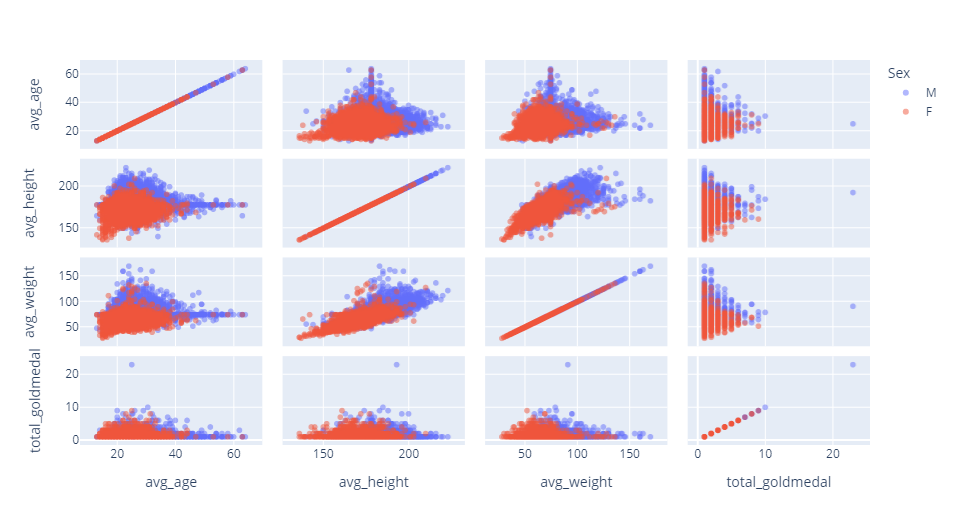 Sex
M
F
avg_age
60
40
20
avg_height
200
150
avg_weight
150
100
50
total_goldmedal
20
10
0
20 40 60 150 200 50 100 150 0 10 20
avg_age avg_height avg_weight total_goldmedal